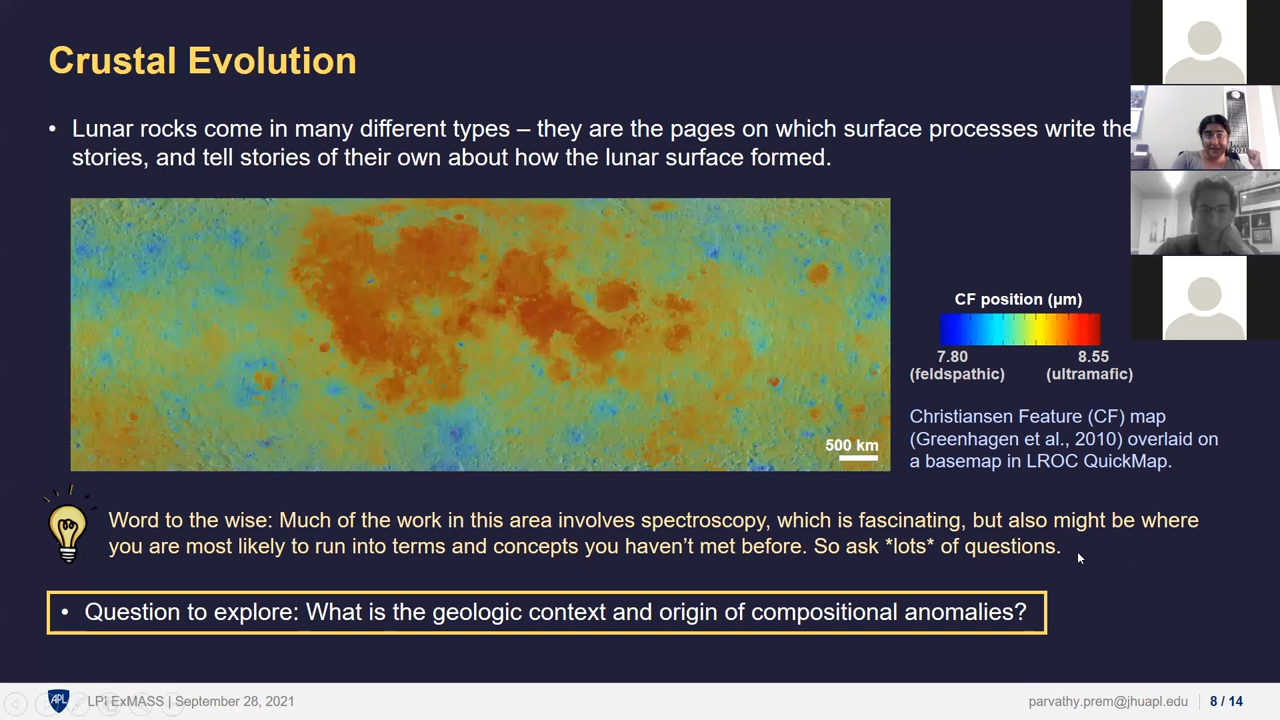 Crustal Evolution
• Lunar rocks come in many different types – they are the pages on which surface processes write the
stories, and tell stories of their own about how the lunar surface formed.
500 km
CF position (µm)
7.80 8.55
(feldspathic) (ultramafic)
Christiansen Feature (CF) map
(Greenhagen et al., 2010) overlaid on
a basemap in LROC QuickMap.
Word to the wise: Much of the work in this area involves spectroscopy, which is fascinating, but also might be where
you are most likely to run into terms and concepts you haven't met before. So ask *lots* of questions.
• Question to explore: What is the geologic context and origin of compositional anomalies?
APL
LPI ExMASS | September 28, 2021
parvathy.prem@jhuapl.edu
8 / 14